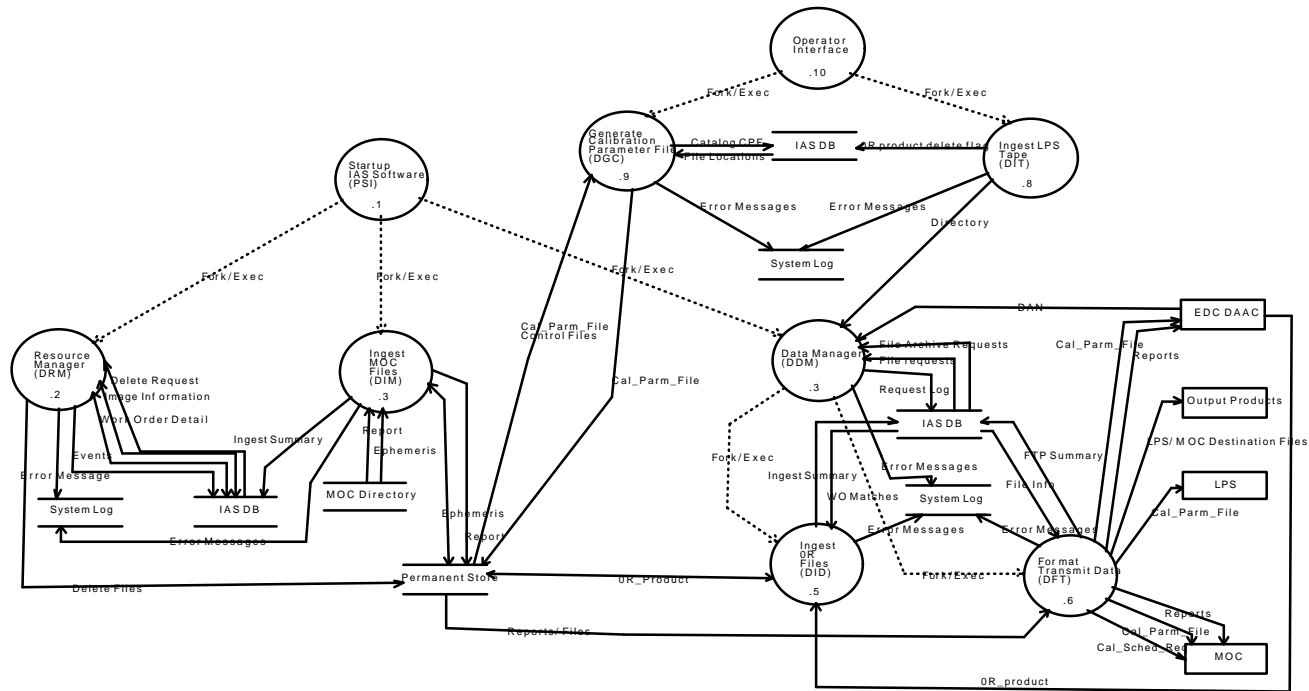 Operator
Interface
.10
Fork/Exec
Fork/Exec
Generate
Calibration
Parameter File
(DGC)
.9
Catalog CPF
File Locations
IAS DB
0R product delete flag
Ingest LPS
Tape
(DIT)
.8
Startup
IAS Software
(PSI)
.1
Error Messages
Error Messages
Directory
System Log
Fork/Exec
Fork/Exec
Fork/Exec
Cal_Parm_File
Control Files
Cal_Parm_File
DAN
EDC DAAC
Resource
Manager
(DRM)
.2
Delete Request
Image Information
Work Order Detail
Ingest
MOC
Files (DIM)
.3
Data Manager
(DDM)
.3
File Archive Requests
File requests
Request Log
Cal_Parm_File
Reports
Output Products
IAS DB
LPS/MOC Destination Files
Report
Ephemeris
Ingest Summary
Events
Error Message
Fork/Exec
Ingest Summary
Error Messages
WO Matches
FTP Summary
File Info
LPS
Cal_Parm_File
System Log
IAS DB
MOC Directory
System Log
Ephemeris
Report
Error Messages
Error Messages
Error Messages
Ingest
0R
Files
(DID)
.5
Format
Transmit Data
(DFT)
.6
Permanent Store
Delete Files
0R_Product
Fork/Exec
Reports/Files
Reports
Cal_Parm_File
Cal_Sched_Req
MOC
0R_product